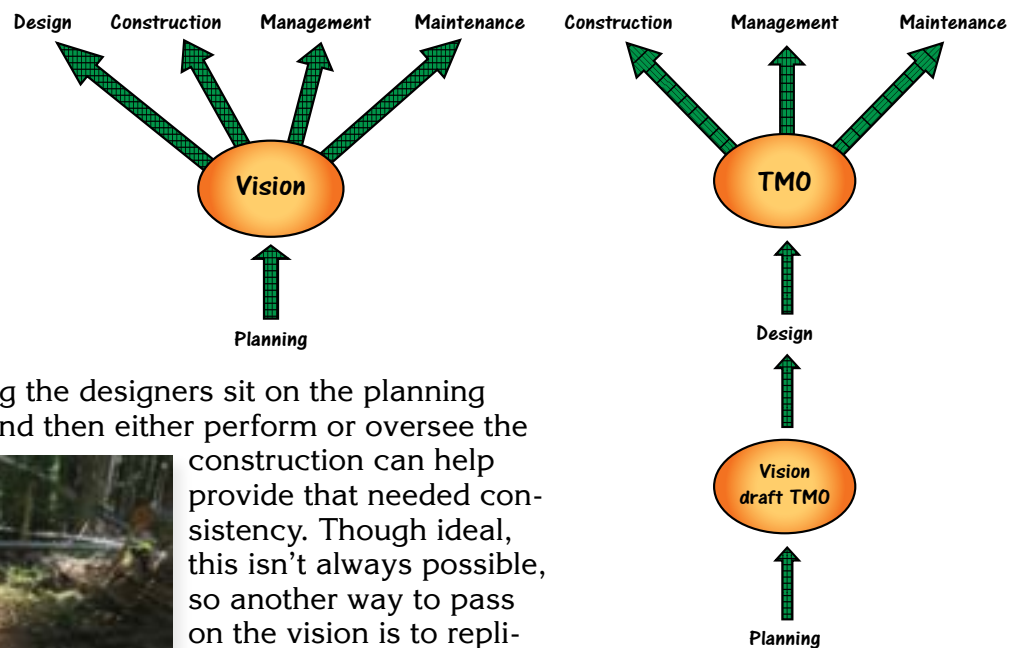 Design Construction Management Maintenance
Vision
Planning
g the designers sit on the planning
nd then either perform or oversee the
construction can help
provide that needed con-
sistency. Though ideal,
this isn't always possible,
so another way to pass
on the vision is to repli-
Construction Management Maintenance
TMO
Design
Vision
draft TMO
Planning